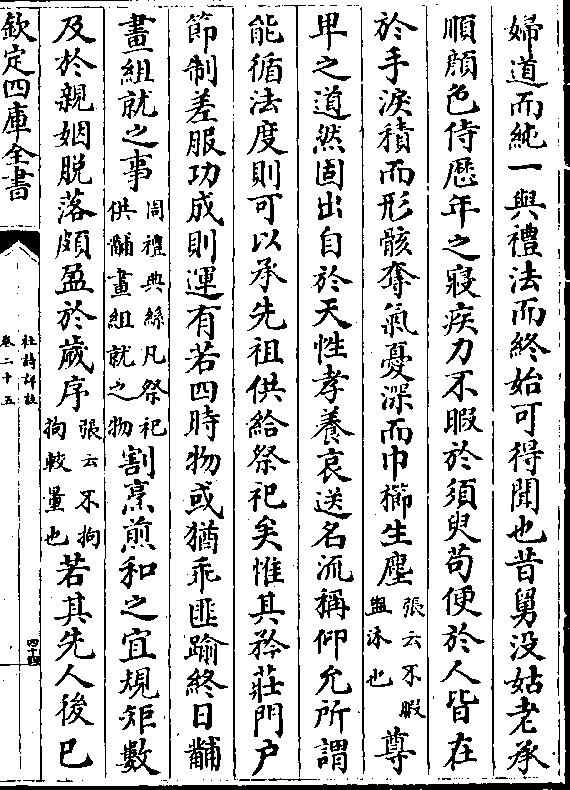 婦道而純一與禮法而終始可得聞也昔舅没姑老承
順顔色侍歴年之寢疾力不暇於須臾苟便於人皆在
於手淚積而形骸奪氣憂深而巾櫛生塵張云不暇盥沐也尊
卑之道然固出自於天性孝養哀送名流稱仰允所謂
能循法度則可以承先祖供給祭祀矣惟其矜莊門户
節制差服功成則運有若四時物或猶乖匪踰終日黼
畫組就之事周禮典絲凡祭祀供黼畫組就之物割烹煎和之宜規矩數
及於親姻脱落頗盈於歲序張云不拘拘較量也若其先人後已
欽定四庫全書
杜詩詳註
卷二十五
四十四